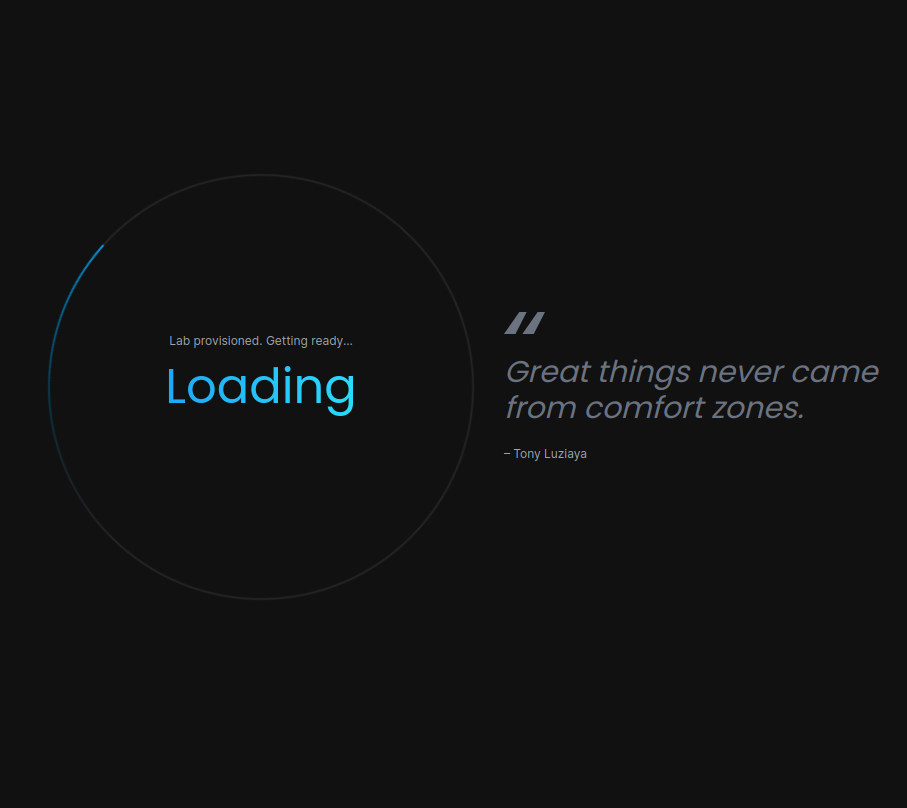 Lab provisioned. Getting ready...
Loading
Great things never came
from comfort zones.
– Tony Luziaya